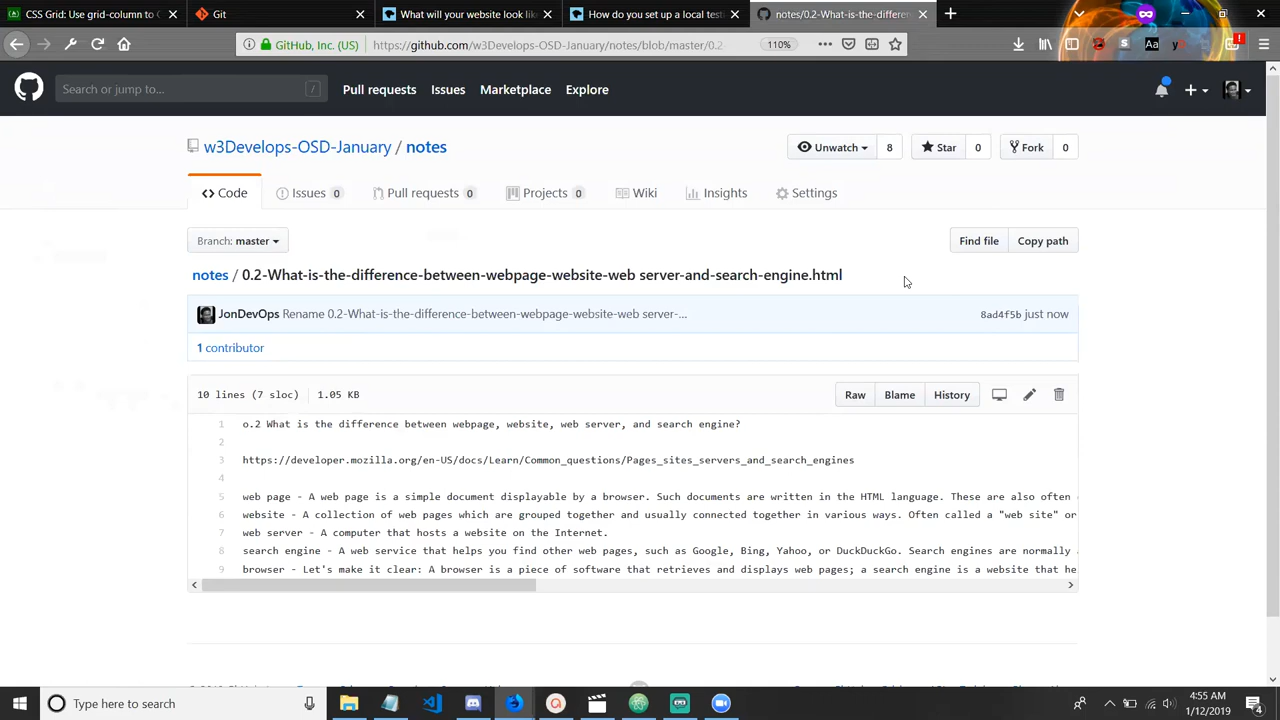 CSS Grid: Use grid-column to C
Git
What will your website look lik
How do you set up a local testi
notes/0.2-What-is-the-differen
GitHub, Inc. (US)
https://github.com/w3Develops-OSD-January/notes/blob/master/0.2
110%
Search or jump to...
/
Pull requests
Issues
Marketplace
Explore
w3Develops-OSD-January / notes
Unwatch
8
Star
0
Fork
0
Code
Issues 0
Pull requests 0
Projects 0
Wiki
Insights
Settings
Branch: master
Find file
Copy path
notes / 0.2-What-is-the-difference-between-webpage-website-web server-and-search-engine.html
JonDevOps Rename 0.2-What-is-the-difference-between-webpage-website-web server-...
8ad4f5b just now
1 contributor
10 lines (7 sloc)
1.05 KB
Raw
Blame
History
1 o.2 What is the difference between webpage, website, web server, and search engine?
2
3 https://developer.mozilla.org/en-US/docs/Learn/Common_questions/Pages_sites_servers_and_search_engines
4
5 web page - A web page is a simple document displayable by a browser. Such documents are written in the HTML language. These are also often
6 website - A collection of web pages which are grouped together and usually connected together in various ways. Often called a "web site" or
7 web server - A computer that hosts a website on the Internet.
8 search engine - A web service that helps you find other web pages, such as Google, Bing, Yahoo, or DuckDuckGo. Search engines are normally
9 browser - Let's make it clear: A browser is a piece of software that retrieves and displays web pages; a search engine is a website that he
Type here to search
4:55 AM
1/12/2019